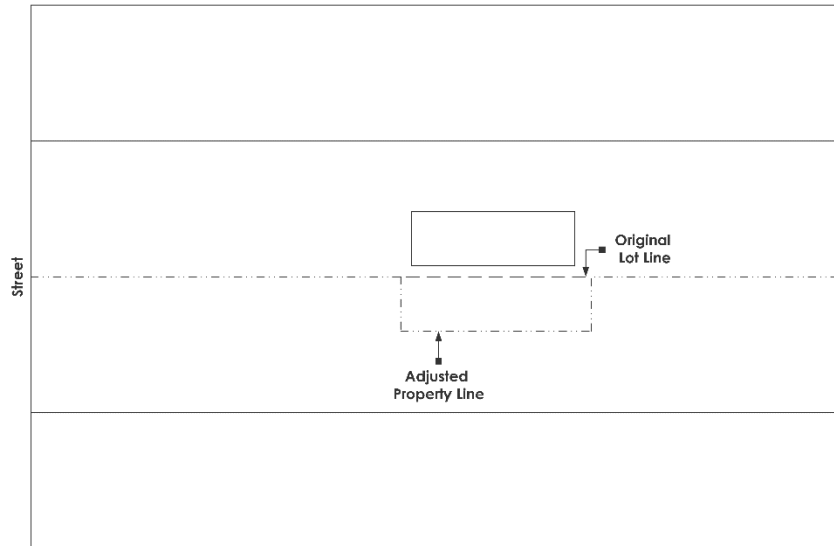 Street
Original
Lot Line
Adjusted
Property Line